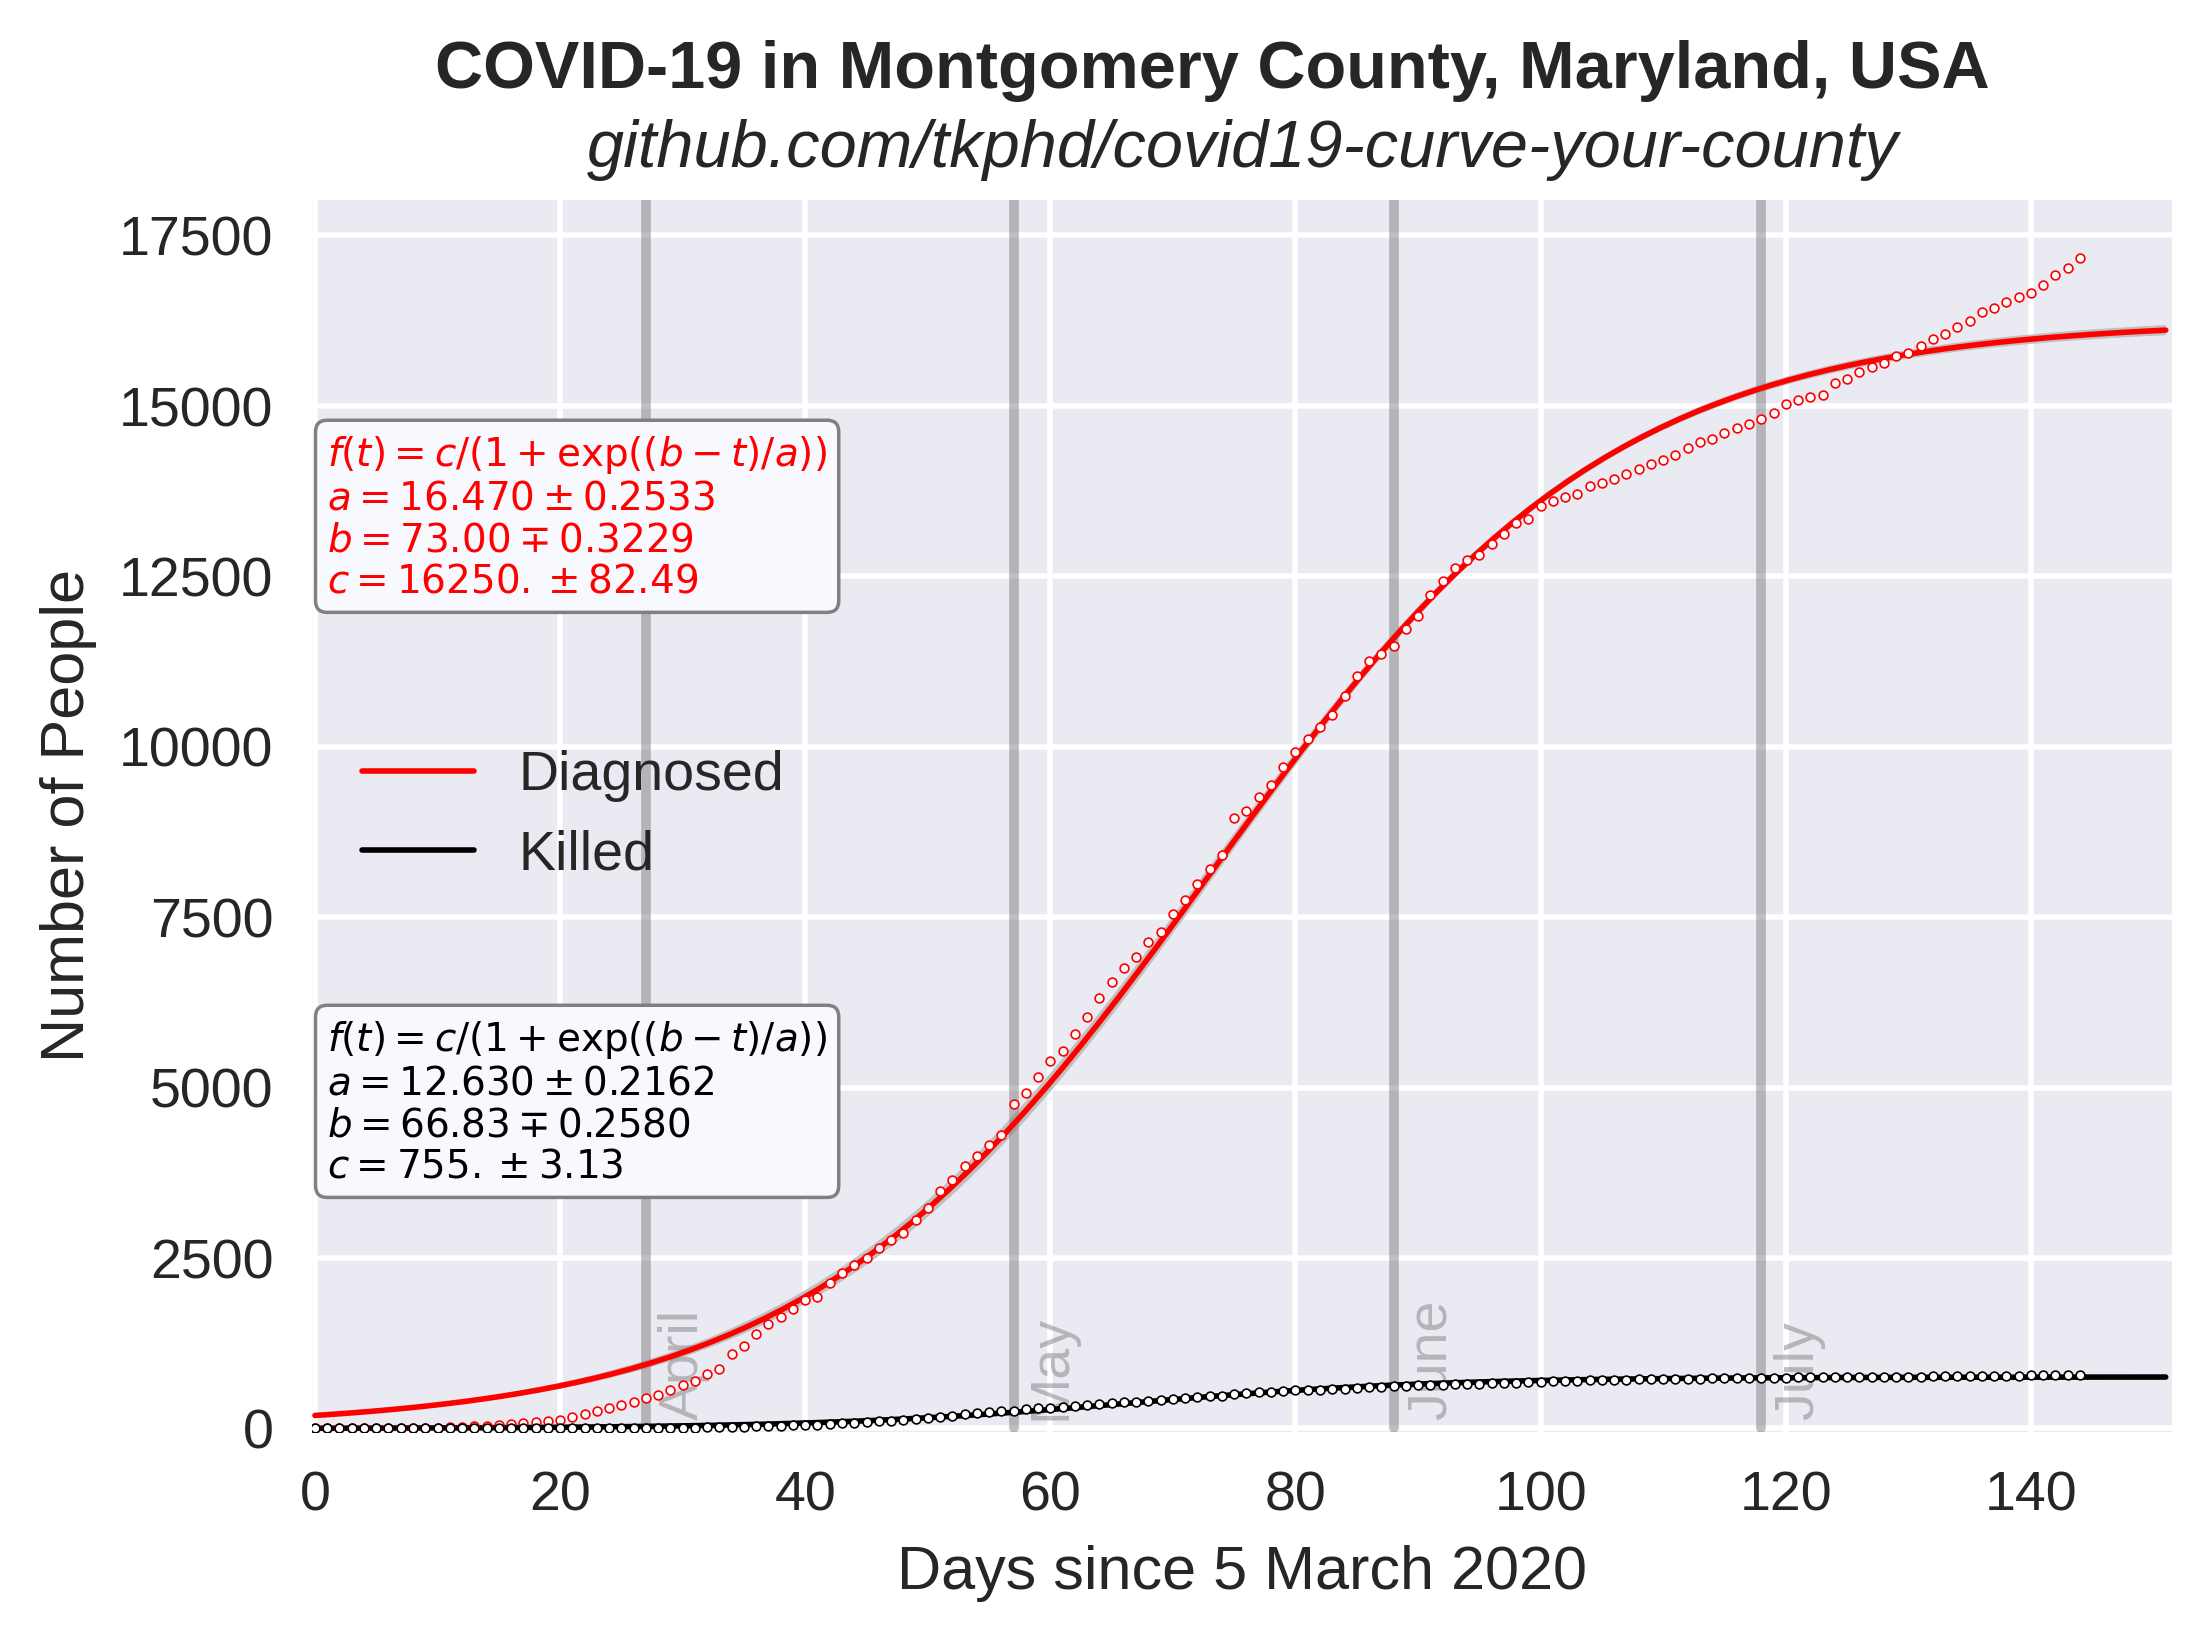 COVID-19 in Montgomery County, Maryland, USA
github.com/tkphd/covid19-curve-your-county
Number of People
17500
15000
12500
10000
7500
5000
2500
0
f(t) = c/(1 + exp((b − t)/a))
a = 16.470 ± 0.2533
b = 73.00 ∓ 0.3229
c = 16250. ± 82.49
Diagnosed
Killed
f(t) = c/(1 + exp((b − t)/a))
a = 12.630 ± 0.2162
b = 66.83 ∓ 0.2580
c = 755. ± 3.13
April
May
June
July
0 20 40 60 80 100 120 140
Days since 5 March 2020